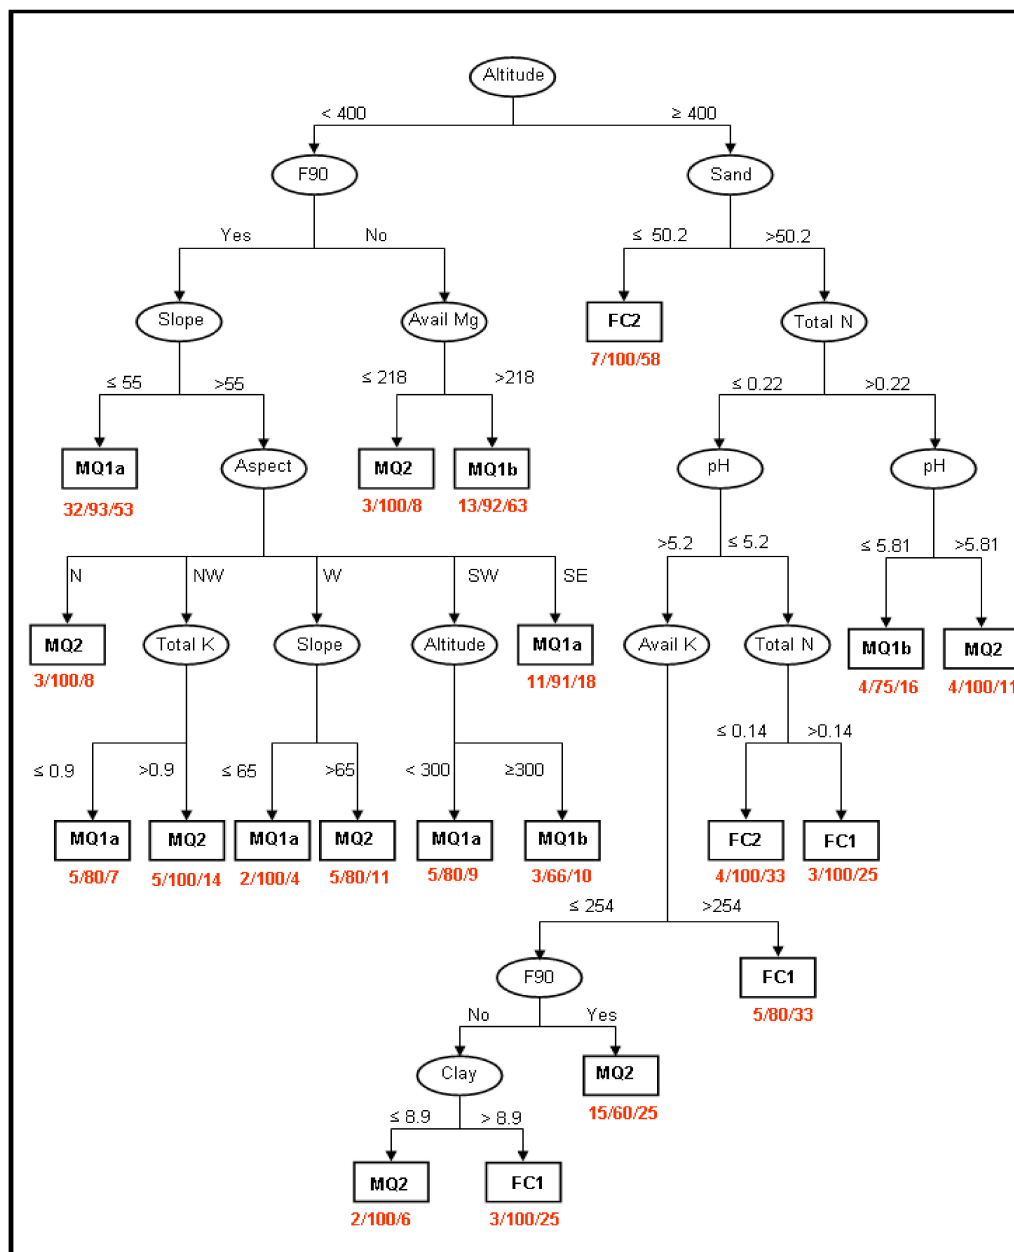 Altitude
< 400
≥ 400
F90
Sand
Yes
No
≤ 50.2
>50.2
Slope
Avail Mg
FC2
Total N
7/100/58
≤ 55
>55
≤ 218
>218
≤ 0.22
>0.22
MQ1a
Aspect
MQ2
MQ1b
pH
pH
32/93/53
3/100/8
13/92/63
>5.2
≤ 5.2
≤ 5.81
>5.81
N
NW
W
SW
SE
MQ2
Total K
Slope
Altitude
MQ1a
Avail K
Total N
MQ1b
MQ2
3/100/8
11/91/18
4/75/16
4/100/11
≤ 0.14
>0.14
≤ 0.9
>0.9
≤ 65
>65
< 300
≥300
MQ1a
MQ2
MQ1a
MQ2
MQ1a
MQ1b
FC2
FC1
5/80/7
5/100/14
2/100/4
5/80/11
5/80/9
3/66/10
4/100/33
3/100/25
≤ 254
>254
F90
FC1
5/80/33
No
Yes
Clay
MQ2
15/60/25
≤ 8.9
> 8.9
MQ2
FC1
2/100/6
3/100/25